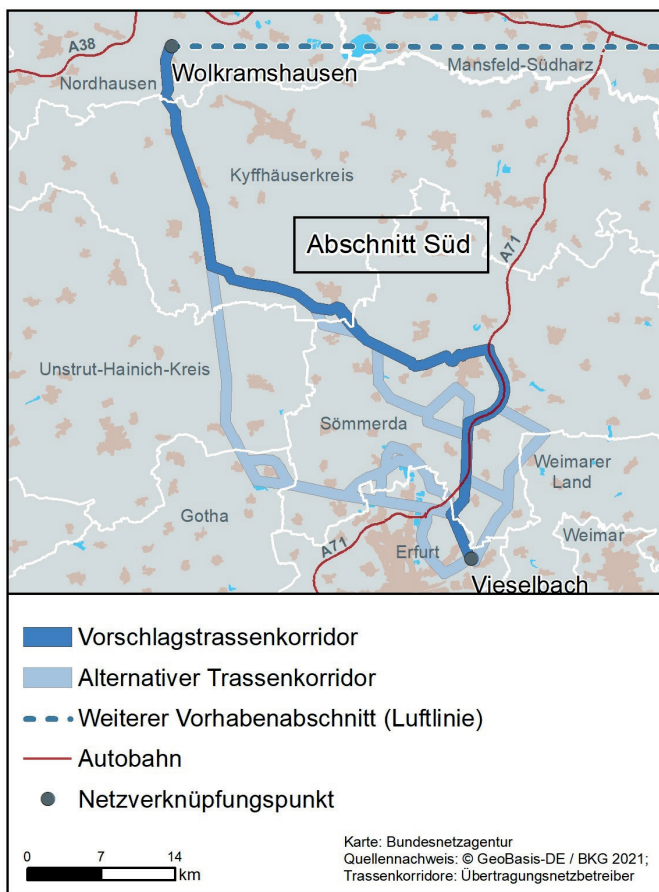 A38
Wolkramshausen
Nordhausen
Mansfeld-Südharz
Kyffhäuserkreis
Abschnitt Süd
A71
Unstrut-Hainich-Kreis
Sömmerda
Weimarer
Land
Gotha
Weimar
A71
Erfurt
Vieselbach
Vorschlagstrassenkorridor
Alternativer Trassenkorridor
Weiterer Vorhabenabschnitt (Luftlinie)
Autobahn
Netzverknüpfungspunkt
0 7 14
km
Karte: Bundesnetzagentur
Quellennachweis: © GeoBasis-DE / BKG 2021;
Trassenkorridore: Übertragungsnetzbetreiber